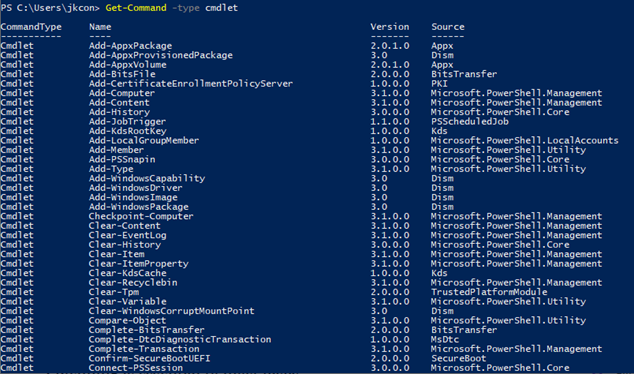 PS C:\Users\jkcon> Get-Command -type cmdlet
CommandType Name Version Source
----------- ---- ------- ------
Cmdlet Add-AppxPackage 2.0.1.0 Appx
Cmdlet Add-AppxProvisionedPackage 3.0 Dism
Cmdlet Add-AppxVolume 2.0.1.0 Appx
Cmdlet Add-BitsFile 2.0.0.0 BitsTransfer
Cmdlet Add-CertificateEnrollmentPolicyServer 1.0.0.0 PKI
Cmdlet Add-Computer 3.1.0.0 Microsoft.PowerShell.Management
Cmdlet Add-Content 3.1.0.0 Microsoft.PowerShell.Management
Cmdlet Add-History 3.0.0.0 Microsoft.PowerShell.Core
Cmdlet Add-JobTrigger 1.1.0.0 PSScheduledJob
Cmdlet Add-KdsRootKey 1.0.0.0 Kds
Cmdlet Add-LocalGroupMember 1.0.0.0 Microsoft.PowerShell.LocalAccounts
Cmdlet Add-Member 3.1.0.0 Microsoft.PowerShell.Utility
Cmdlet Add-PSSnapin 3.0.0.0 Microsoft.PowerShell.Core
Cmdlet Add-Type 3.1.0.0 Microsoft.PowerShell.Utility
Cmdlet Add-WindowsCapability 3.0 Dism
Cmdlet Add-WindowsDriver 3.0 Dism
Cmdlet Add-WindowsImage 3.0 Dism
Cmdlet Add-WindowsPackage 3.0 Dism
Cmdlet Checkpoint-Computer 3.1.0.0 Microsoft.PowerShell.Management
Cmdlet Clear-Content 3.1.0.0 Microsoft.PowerShell.Management
Cmdlet Clear-EventLog 3.1.0.0 Microsoft.PowerShell.Management
Cmdlet Clear-History 3.0.0.0 Microsoft.PowerShell.Core
Cmdlet Clear-Item 3.1.0.0 Microsoft.PowerShell.Management
Cmdlet Clear-ItemProperty 3.1.0.0 Microsoft.PowerShell.Management
Cmdlet Clear-KdsCache 1.0.0.0 Kds
Cmdlet Clear-Recyclebin 3.1.0.0 Microsoft.PowerShell.Management
Cmdlet Clear-Tpm 2.0.0.0 TrustedPlatformModule
Cmdlet Clear-Variable 3.1.0.0 Microsoft.PowerShell.Utility
Cmdlet Clear-WindowsCorruptMountPoint 3.0 Dism
Cmdlet Compare-Object 3.1.0.0 Microsoft.PowerShell.Utility
Cmdlet Complete-BitsTransfer 2.0.0.0 BitsTransfer
Cmdlet Complete-DtcDiagnosticTransaction 1.0.0.0 MsDtc
Cmdlet Complete-Transaction 3.1.0.0 Microsoft.PowerShell.Management
Cmdlet Confirm-SecureBootUEFI 2.0.0.0 SecureBoot
Cmdlet Connect-PSSession 3.0.0.0 Microsoft.PowerShell.Core